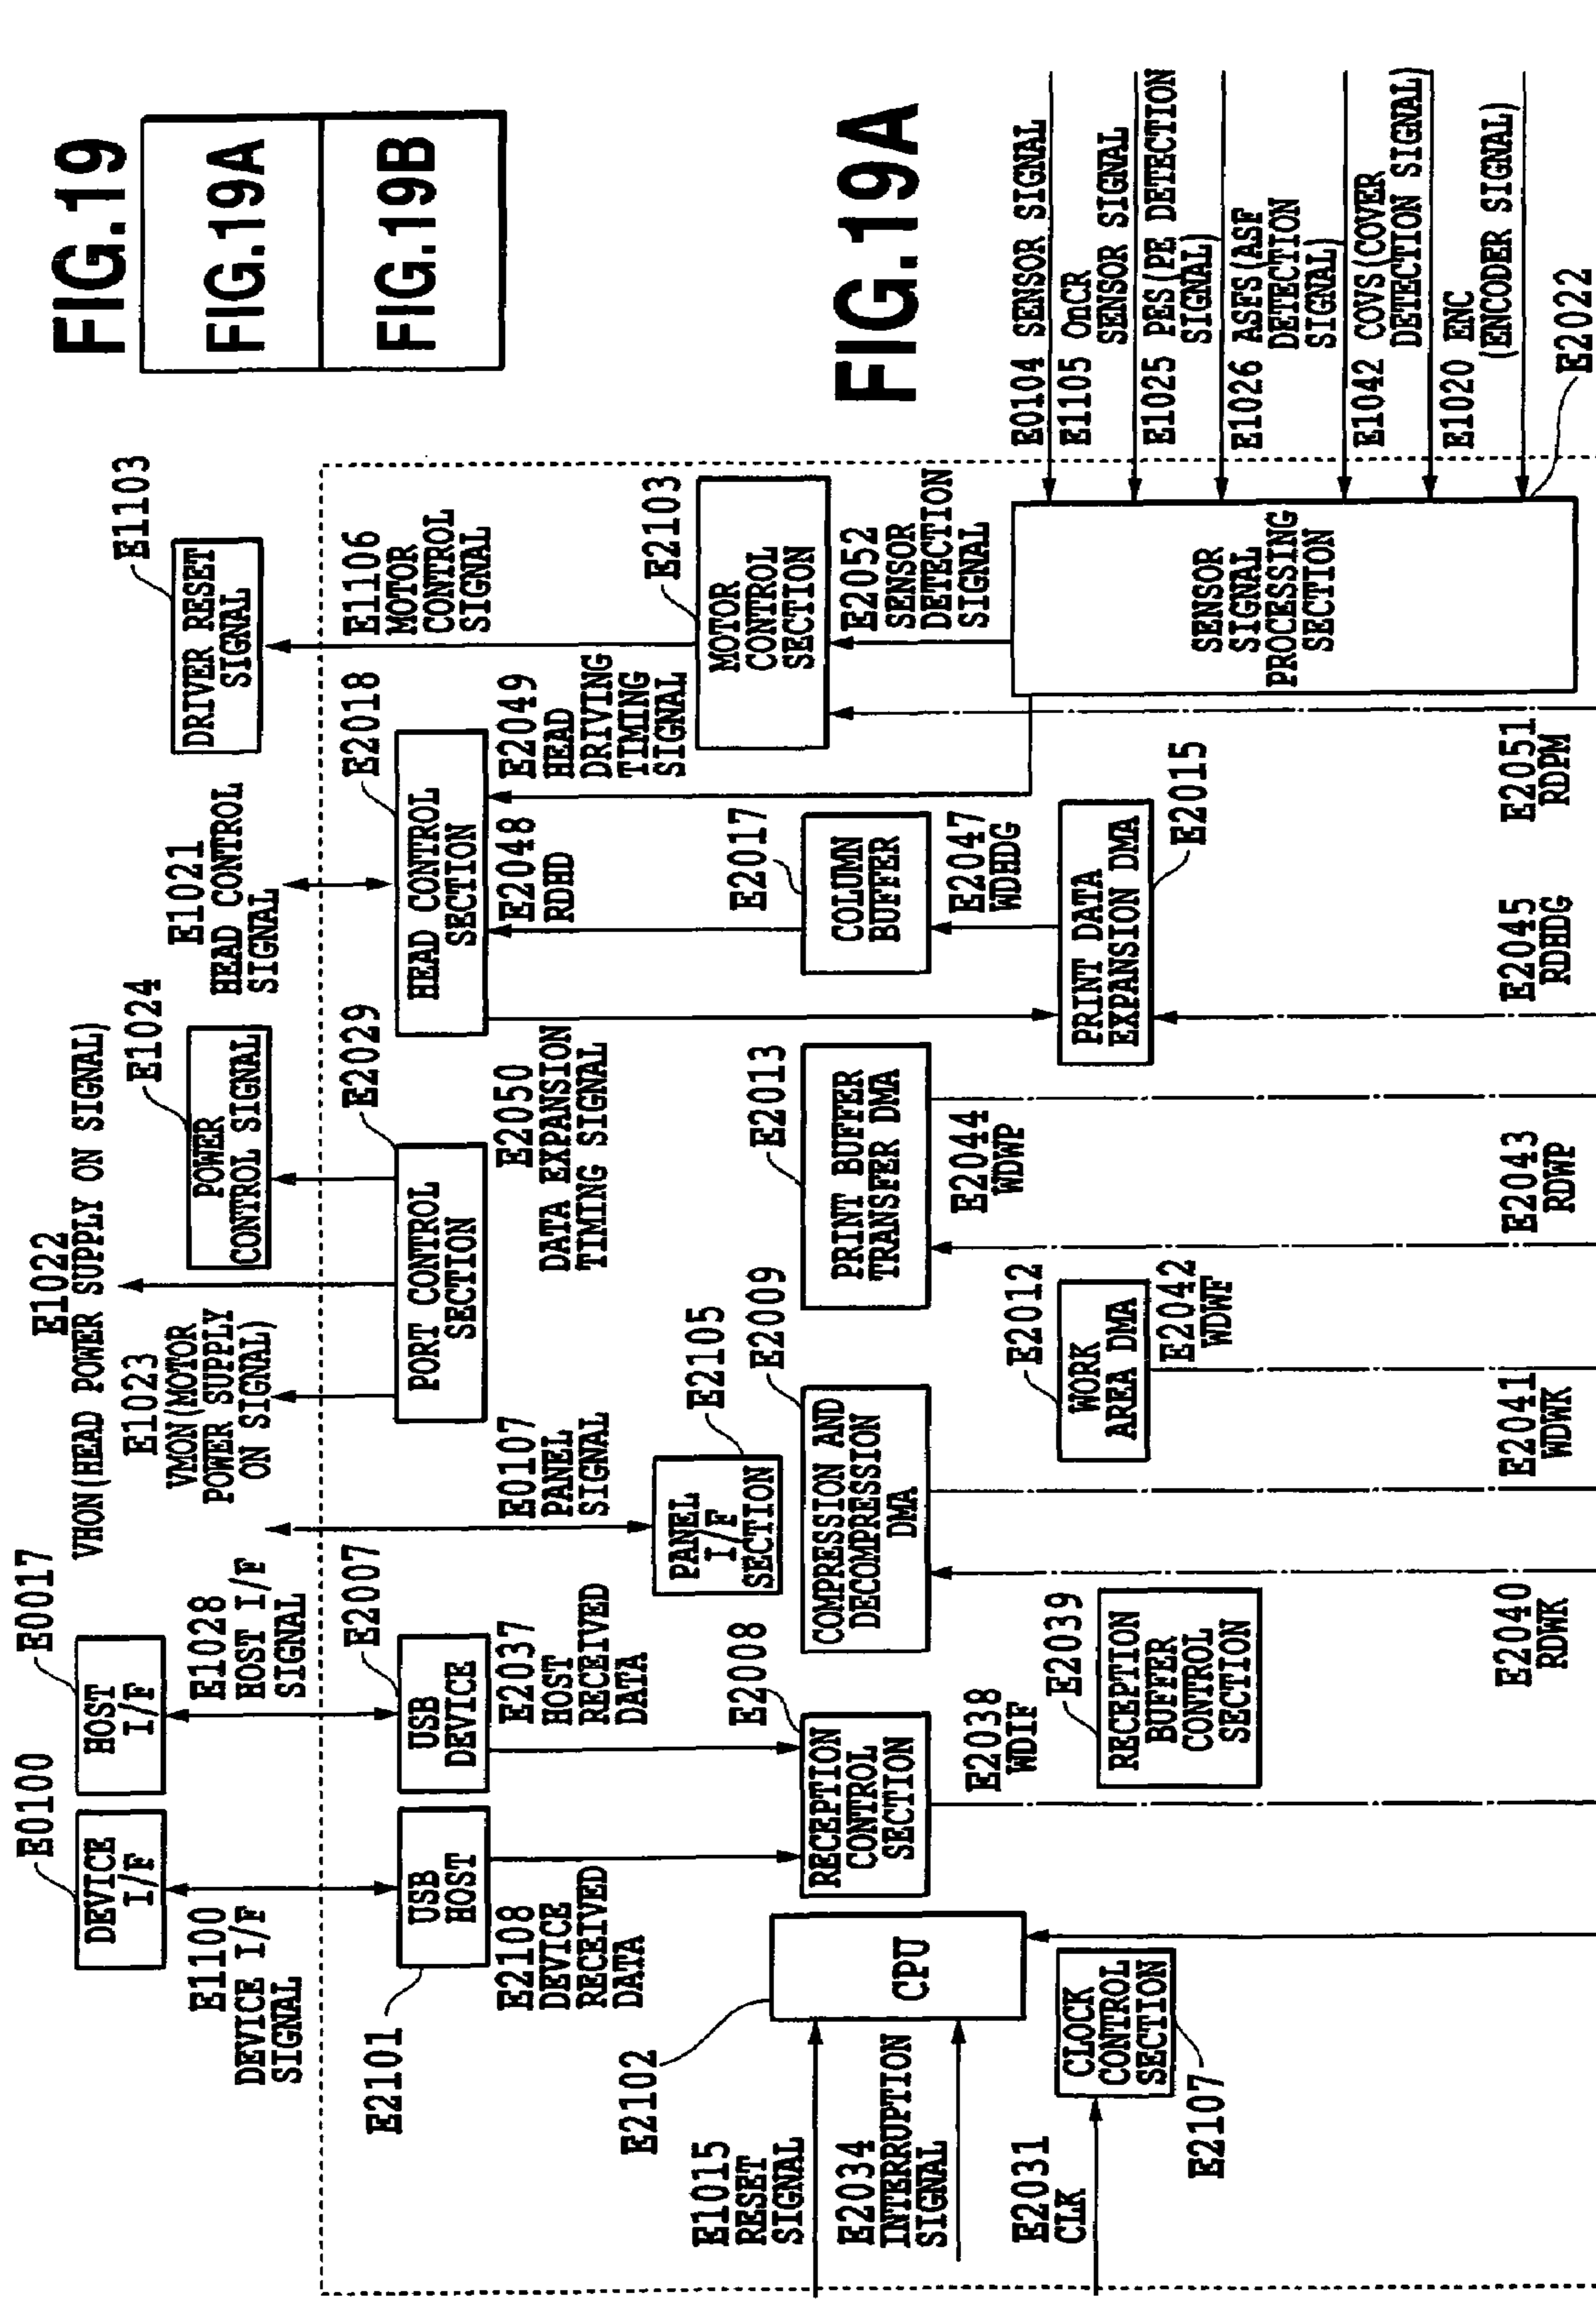 FIG.19
FIG.19A
FIG.19B
FIG.19A
E0100
DEVICE
I/F
E0017
HOST
I/F
E1100
DEVICE I/F
SIGNAL
E1028
HOST I/F
SIGNAL
E1022
VHON(HEAD POWER SUPPLY ON SIGNAL)
E1023
VMON(MOTOR
POWER SUPPLY
ON SIGNAL)
E1024
POWER
CONTROL SIGNAL
E1021
HEAD CONTROL
SIGNAL
E1103
DRIVER RESET
SIGNAL
E2101
USB
HOST
E2007
USB
DEVICE
E2029
PORT CONTROL
SECTION
E2018
HEAD CONTROL
SECTION
E1106
MOTOR
CONTROL
SIGNAL
E2108
DEVICE
RECEIVED
DATA
E2037
HOST
RECEIVED
DATA
E0107
PANEL
SIGNAL
E2050
DATA EXPANSION
TIMING SIGNAL
E2048
RDHD
E2049
HEAD
DRIVING
TIMING
SIGNAL
E2105
PANEL
I/F
SECTION
E2103
MOTOR
CONTROL
SECTION
E2102
CPU
E1015
RESET
SIGNAL
E2034
INTERRUPTION
SIGNAL
E2008
RECEPTION
CONTROL
SECTION
E2009
COMPRESSION AND
DECOMPRESSION
DMA
E2013
PRINT BUFFER
TRANSFER DMA
E2017
COLUMN
BUFFER
E2052
SENSOR
DETECTION
SIGNAL
E2038
WDIF
E2044
WDWP
E2047
WDHDG
E2031
CLK
CLOCK
CONTROL
SECTION
E2107
E2039
RECEPTION
BUFFER
CONTROL
SECTION
E2012
WORK
AREA DMA
E2042
WDWF
PRINT DATA
EXPANSION DMA
E2015
SENSOR
SIGNAL
PROCESSING
SECTION
E0104 SENSOR SIGNAL
E1105 OnCR
SENSOR SIGNAL
E1025 PES(PE DETECTION
SIGNAL)
E1026 ASFS(ASF
DETECTION
SIGNAL)
E1042 COVS(COVER
DETECTION SIGNAL)
E1020 ENC
(ENCODER SIGNAL)
E2022
E2040
RDWK
E2041
WDWK
E2043
RDWP
E2045
RDHDG
E2051
RDPM